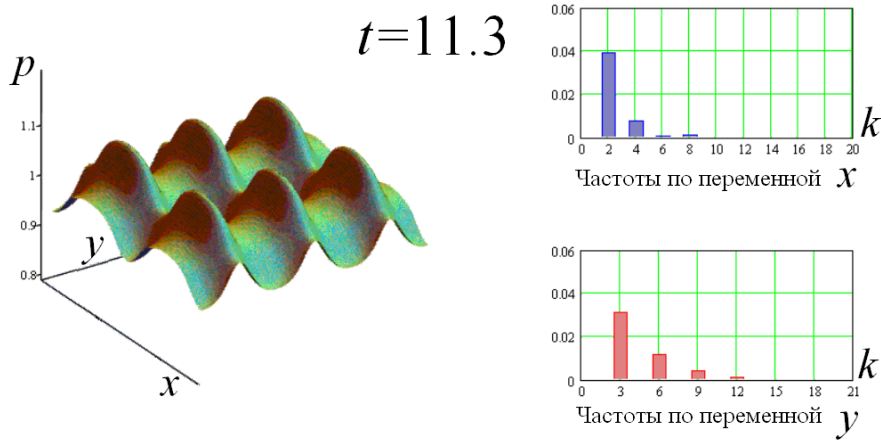 t=11.3
p
1.1
1
0.9
0.8
y
x
0.06
0.04
0.02
0
0 2 4 6 8 10 12 14 16 18 20
k
Частоты по переменной x
0.06
0.04
0.02
0
0 3 6 9 12 15 18 21
k
Частоты по переменной y